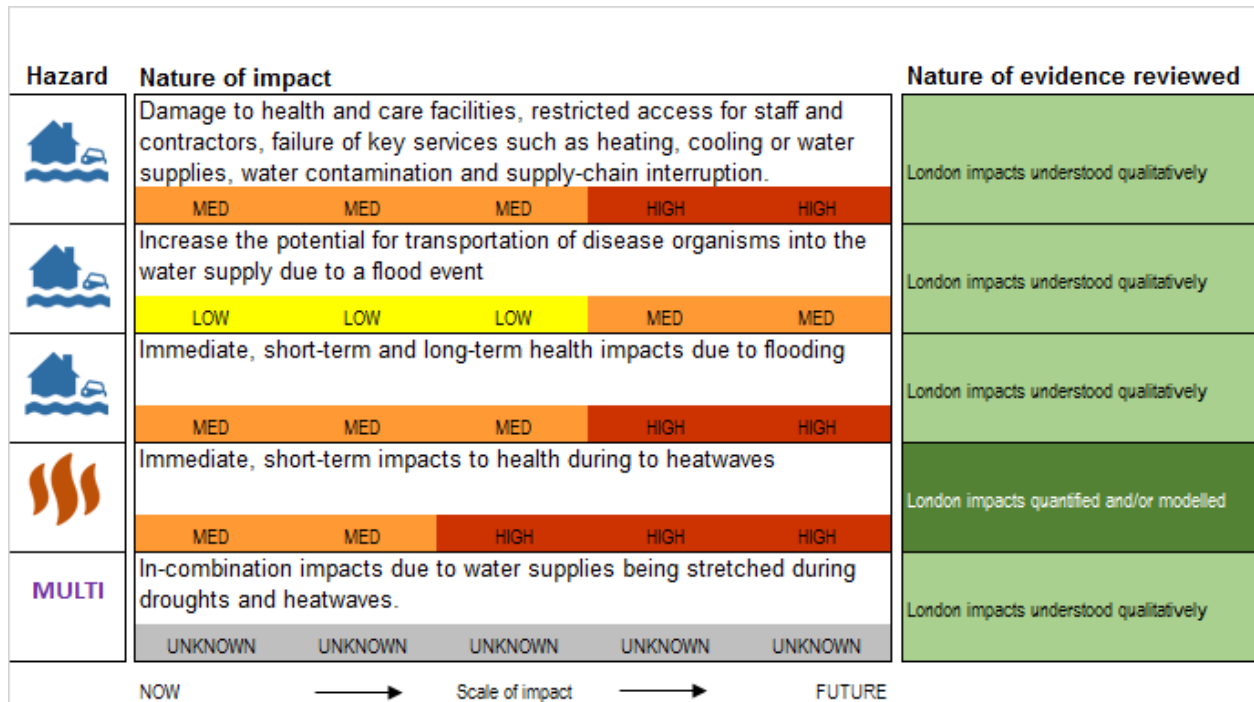 Hazard Nature of impact Nature of evidence reviewed
Damage to health and care facilities, restricted access for staff and
contractors, failure of key services such as heating, cooling or water
supplies, water contamination and supply-chain interruption.
London impacts understood qualitatively
MED MED MED HIGH HIGH
Increase the potential for transportation of disease organisms into the
water supply due to a flood event
London impacts understood qualitatively
LOW LOW LOW MED MED
Immediate, short-term and long-term health impacts due to flooding
London impacts understood qualitatively
MED MED MED HIGH HIGH
Immediate, short-term impacts to health during to heatwaves
London impacts quantified and/or modelled
MED MED HIGH HIGH HIGH
MULTI
In-combination impacts due to water supplies being stretched during
droughts and heatwaves.
London impacts understood qualitatively
UNKNOWN UNKNOWN UNKNOWN UNKNOWN UNKNOWN
NOW Scale of impact FUTURE